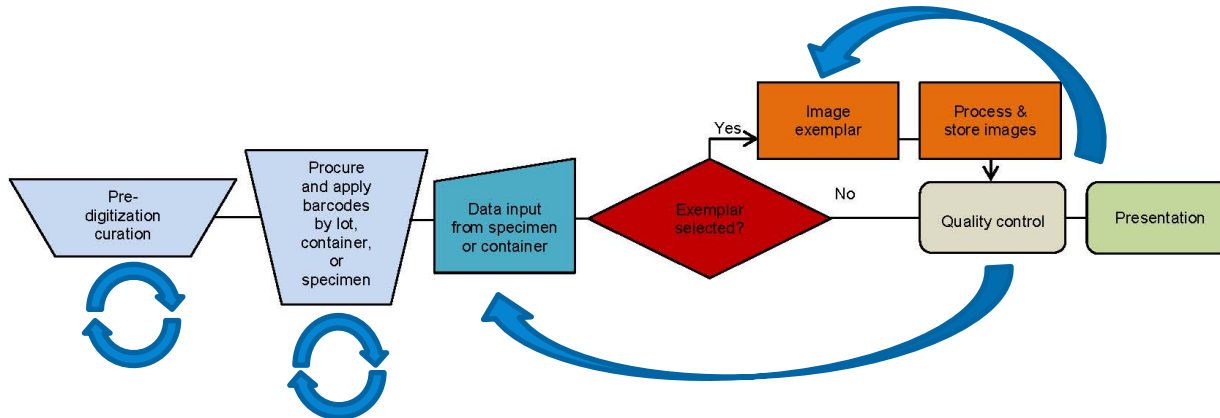 Pre-
digitization
curation
Procure
and apply
barcodes
by lot,
container,
or
specimen
Data input
from specimen
or container
Exemplar
selected?
Yes
No
Image
exemplar
Process &
store images
Quality control
Presentation